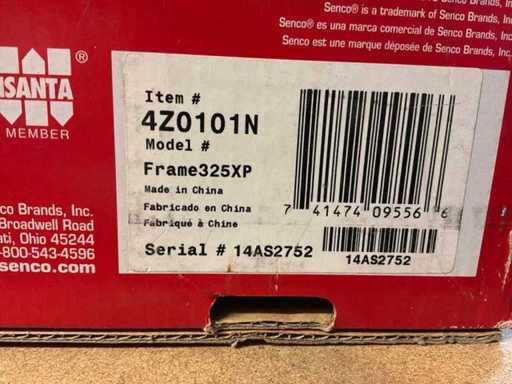 Senco® is a trademark of Senco Brands, Inc.
Senco® es una marca comercial de Senco Brands,
Senco est une marque déposée de Senco Brands,
ISANTA ®
MEMBER
Item #
4Z0101N
Model #
Frame325XP
Made in China
Fabricado en China
Fabriqué à Chine
7 41474 09556 6
Serial # 14AS2752
14AS2752
nco Brands, Inc.
Broadwell Road
ati, Ohio 45244
-800-543-4596
senco.com